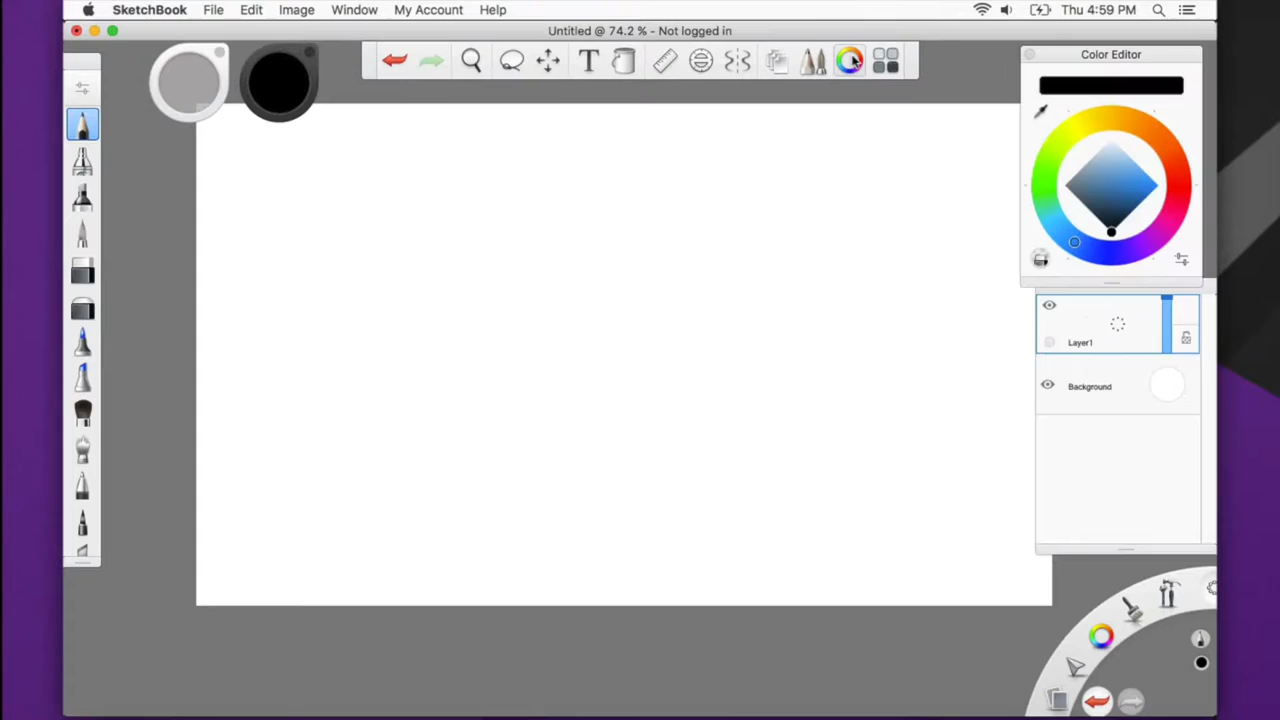 SketchBook File Edit Image Window My Account Help Thu 4:59 PM
Untitled @ 74.2 % - Not logged in
T
Color Editor
Layer1
Background